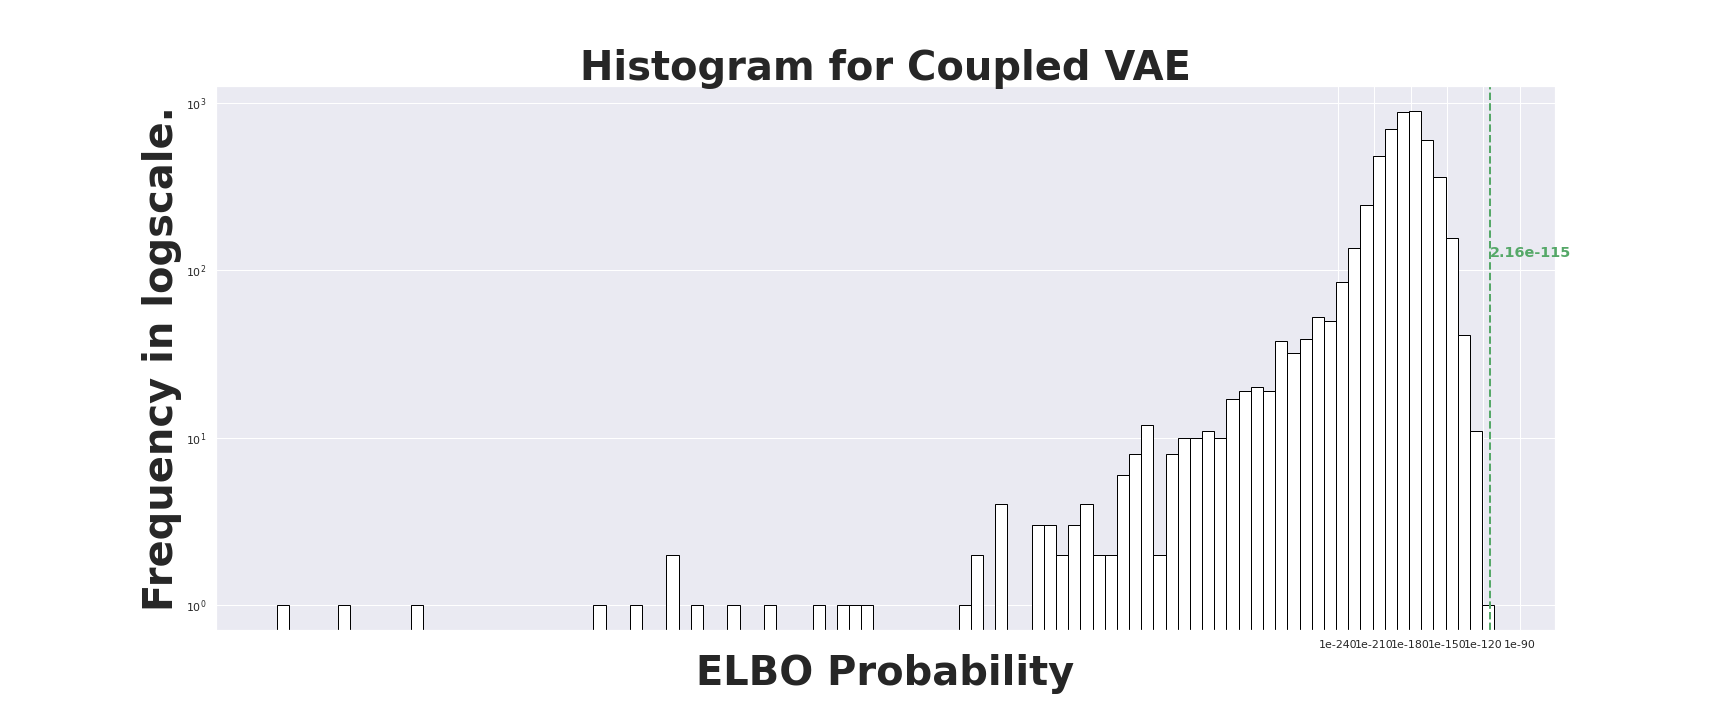 Histogram for Coupled VAE
Frequency in logscale.
10³
10²
10¹
10⁰
2.16e-115
1e-240 1e-210 1e-180 1e-150 1e-120 1e-90
ELBO Probability